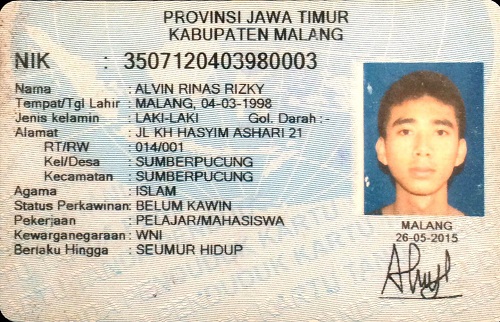 PROVINSI JAWA TIMUR
KABUPATEN MALANG
NIK : 3507120403980003
Nama : ALVIN RINAS RIZKY
Tempat/Tgl Lahir : MALANG, 04-03-1998
Jenis kelamin : LAKI-LAKI Gol. Darah : -
Alamat : JL KH HASYIM ASHARI 21
RT/RW : 014/001
Kel/Desa : SUMBERPUCUNG
Kecamatan : SUMBERPUCUNG
Agama : ISLAM
Status Perkawinan: BELUM KAWIN
Pekerjaan : PELAJAR/MAHASISWA
Kewarganegaraan: WNI
Berlaku Hingga : SEUMUR HIDUP
MALANG
26-05-2015